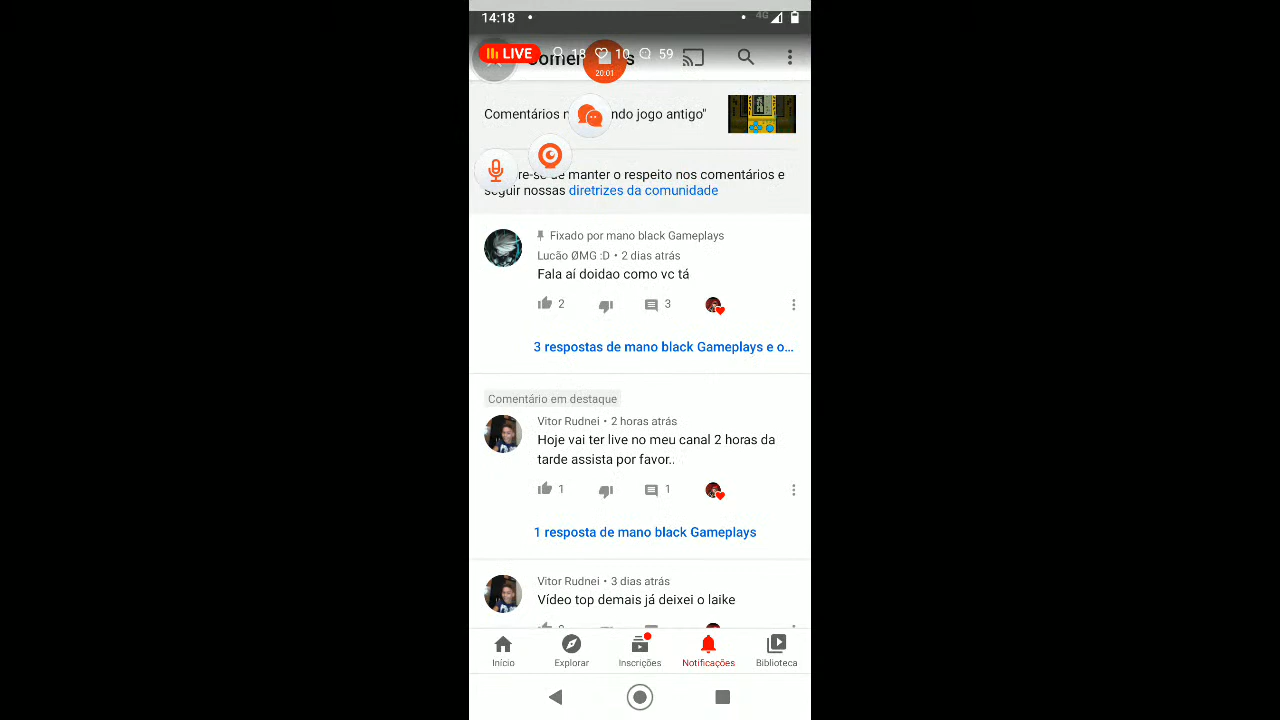 14:18
4G
LIVE 18 10 59
20:01
Comentários n ndo jogo antigo"
re-se de manter o respeito nos comentários e
seguir nossas diretrizes da comunidade
Fixado por mano black Gameplays
Lucão ØMG :D • 2 dias atrás
Fala aí doidao como vc tá
2 3
3 respostas de mano black Gameplays e o...
Comentário em destaque
Vitor Rudnei • 2 horas atrás
Hoje vai ter live no meu canal 2 horas da
tarde assista por favor..
1 1
1 resposta de mano black Gameplays
Vitor Rudnei • 3 dias atrás
Vídeo top demais já deixei o laike
Início Explorar Inscrições Notificações Biblioteca